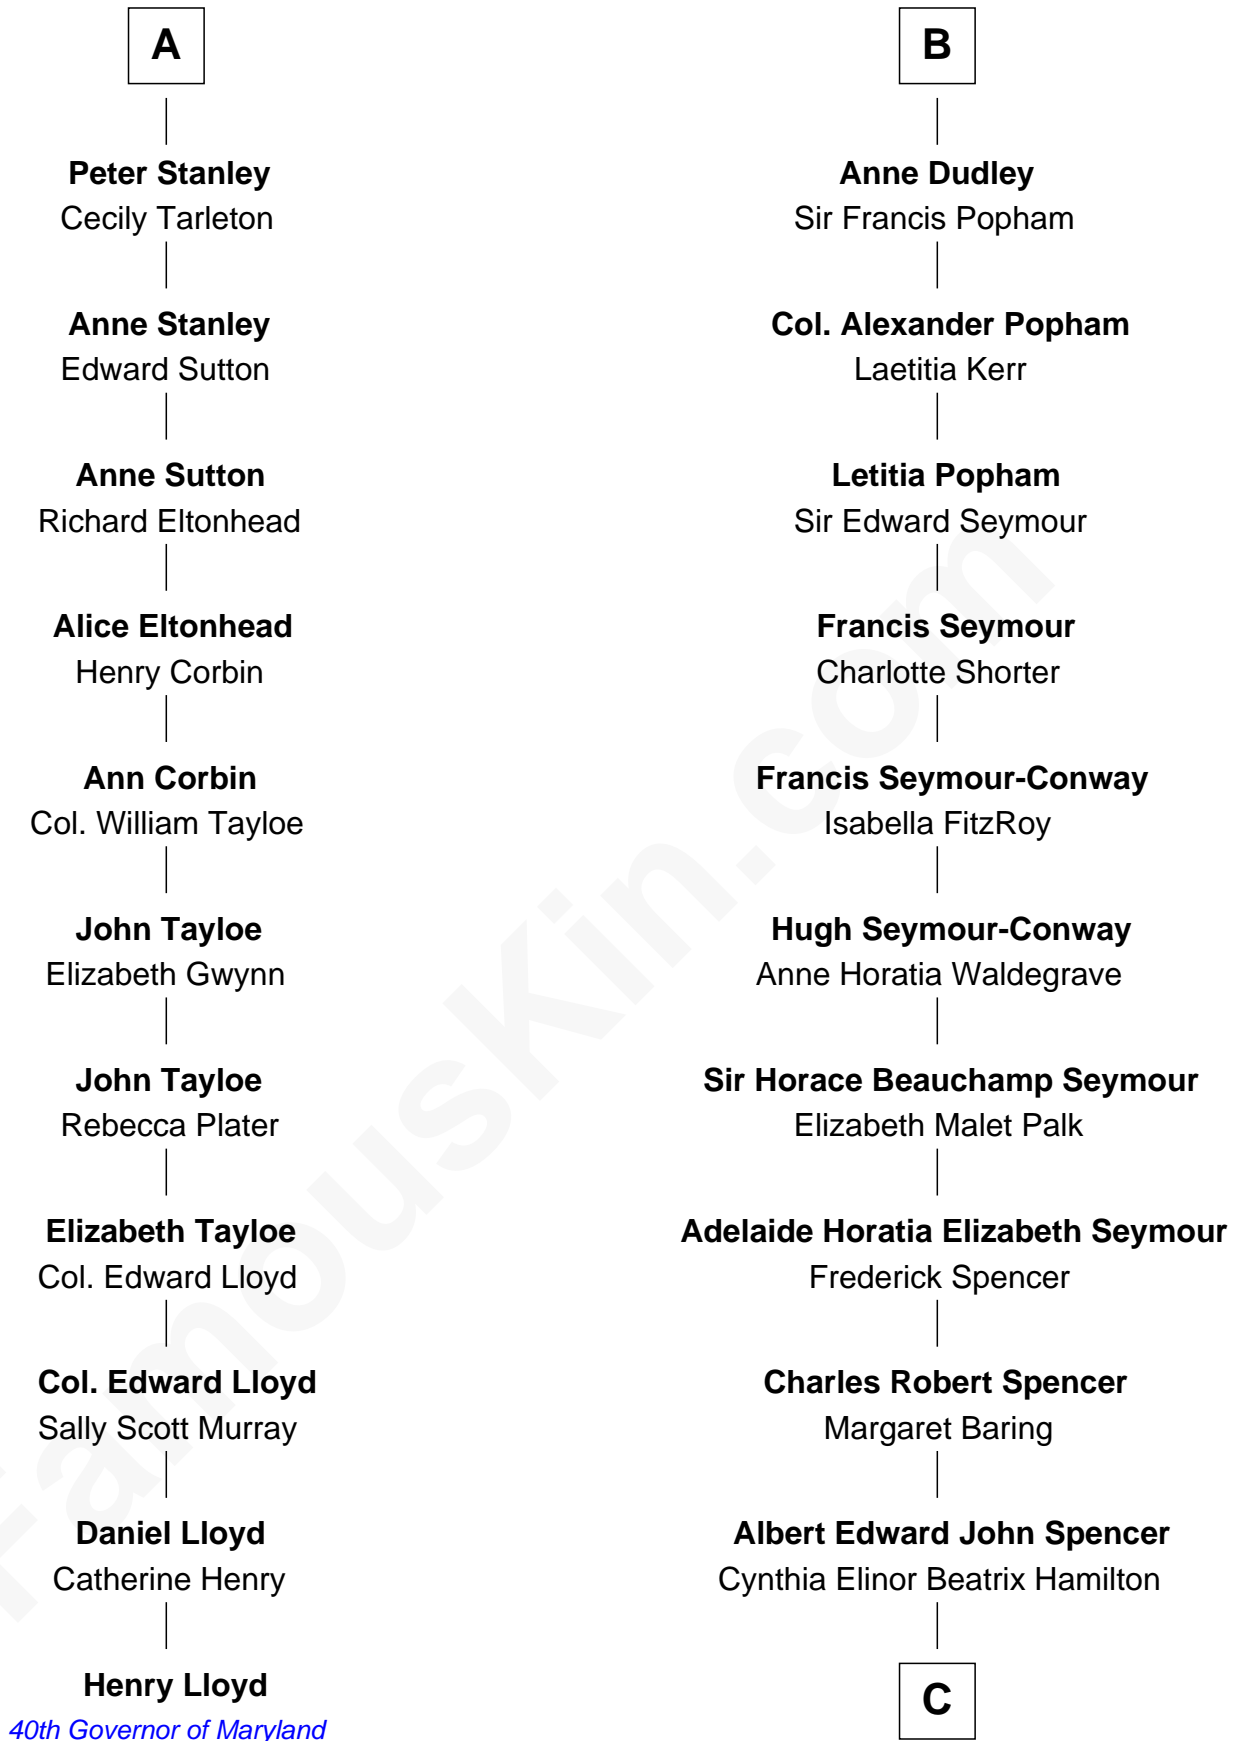 A
Peter Stanley
Cecily Tarleton
Anne Stanley
Edward Sutton
Anne Sutton
Richard Eltonhead
Alice Eltonhead
Henry Corbin
Ann Corbin
Col. William Tayloe
John Tayloe
Elizabeth Gwynn
John Tayloe
Rebecca Plater
Elizabeth Tayloe
Col. Edward Lloyd
Col. Edward Lloyd
Sally Scott Murray
Daniel Lloyd
Catherine Henry
Henry Lloyd
40th Governor of Maryland
B
Anne Dudley
Sir Francis Popham
Col. Alexander Popham
Laetitia Kerr
Letitia Popham
Sir Edward Seymour
Francis Seymour
Charlotte Shorter
Francis Seymour-Conway
Isabella FitzRoy
Hugh Seymour-Conway
Anne Horatia Waldegrave
Sir Horace Beauchamp Seymour
Elizabeth Malet Palk
Adelaide Horatia Elizabeth Seymour
Frederick Spencer
Charles Robert Spencer
Margaret Baring
Albert Edward John Spencer
Cynthia Elinor Beatrix Hamilton
C
FamousKin.com